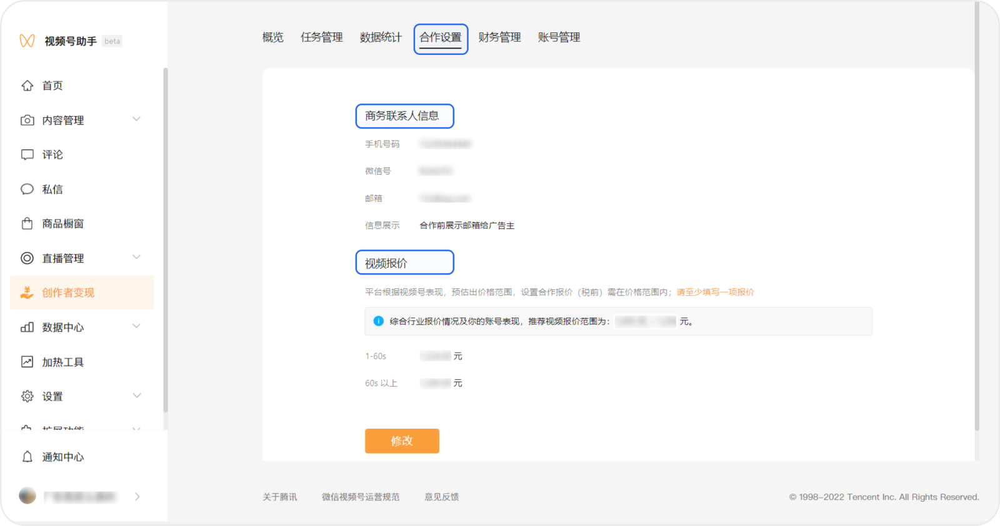 视频号助手 beta
首页
内容管理
评论
私信
商品橱窗
直播管理
创作者变现
数据中心
加热工具
设置
扩展功能
通知中心
概览 任务管理 数据统计 合作设置 财务管理 账号管理
商务联系人信息
手机号码
微信号
邮箱
信息展示 合作前展示邮箱给广告主
视频报价
平台根据视频号表现，预估出价格范围，设置合作报价（税前）需在价格范围内；请至少填写一项报价
综合行业报价情况及你的账号表现，推荐视频报价范围为： 元。
1-60s 元
60s 以上 元
修改
关于腾讯 微信视频号运营规范 意见反馈 © 1998-2022 Tencent Inc. All Rights Reserved.